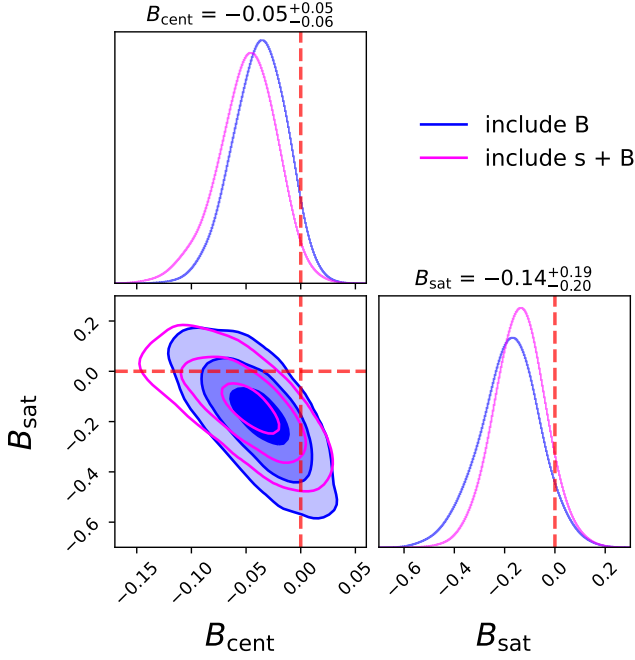 B_cent = −0.05^{+0.05}_{−0.06}
include B
include s + B
B_sat = −0.14^{+0.19}_{−0.20}
0.2
0.0
−0.2
−0.4
−0.6
B_sat
−0.15
−0.10
−0.05
0.00
0.05
−0.6
−0.4
−0.2
0.0
0.2
B_cent
B_sat